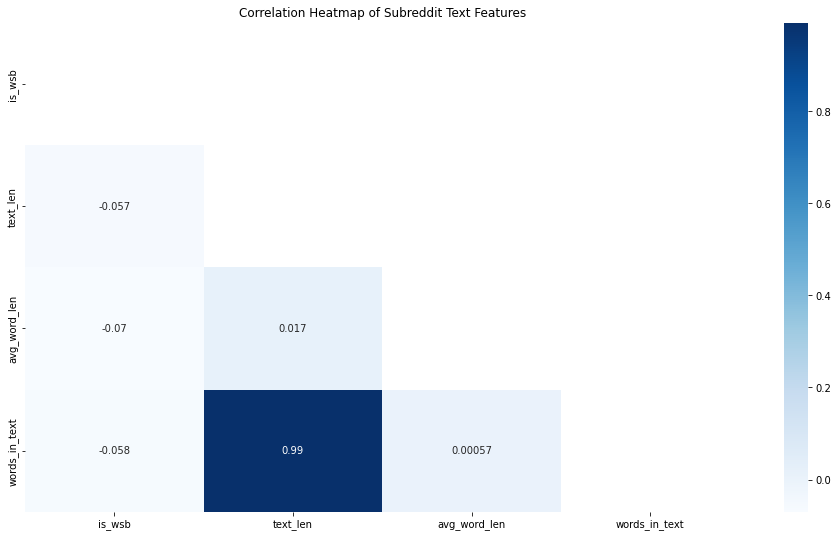 Correlation Heatmap of Subreddit Text Features
is_wsb
text_len
-0.057
avg_word_len
-0.07 0.017
words_in_text
-0.058 0.99 0.00057
is_wsb text_len avg_word_len words_in_text
0.8
0.6
0.4
0.2
0.0